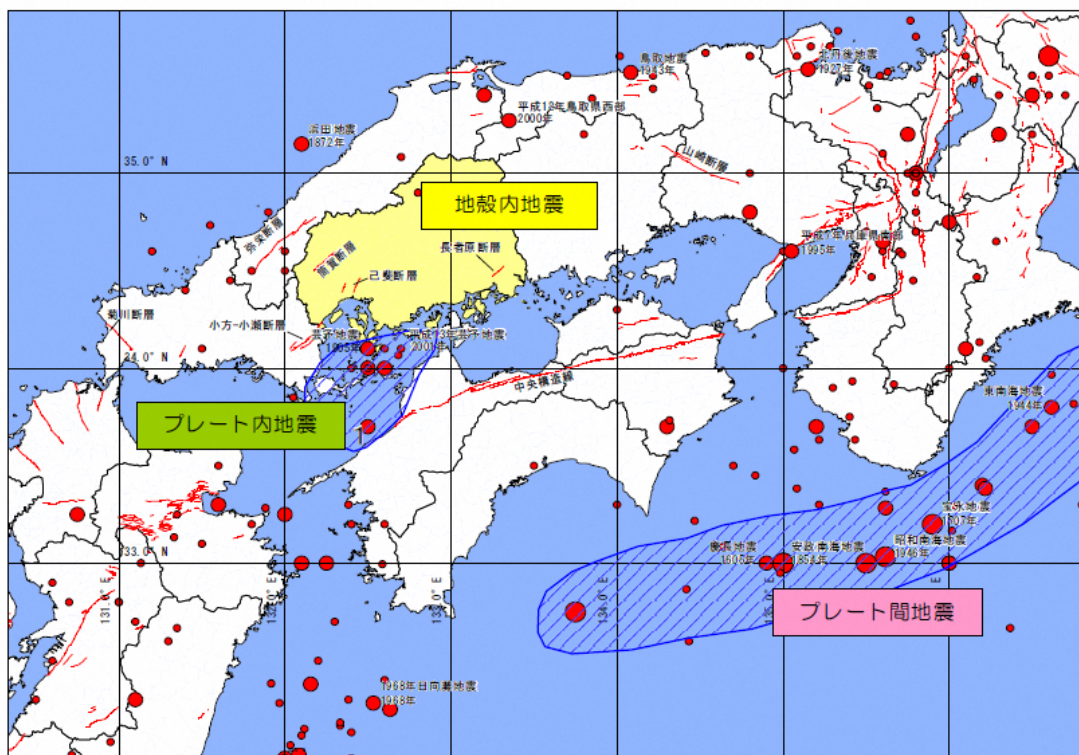 鳥取地震
1943年
北丹後地震
1927年
平成12年鳥取県西部
2000年
浜田地震
1872年
35.0° N
山崎断層
地殻内地震
弥栄断層
平成7年兵庫県南部
1995年
長者原断層
己斐断層
菊川断層
小方-小瀬断層
芸予地震
1905年
平成13年芸予地震
2001年
34.0° N
中央構造線
東南海地震
1944年
プレート内地震
宝永地震
1707年
昭和南海地震
1946年
慶長地震
1605年
安政南海地震
1854年
33.0° N
131.0° E
132.0° E
133.0° E
134.0° E
135.0° E
136.0° E
プレート間地震
1968年日向灘地震
1968年